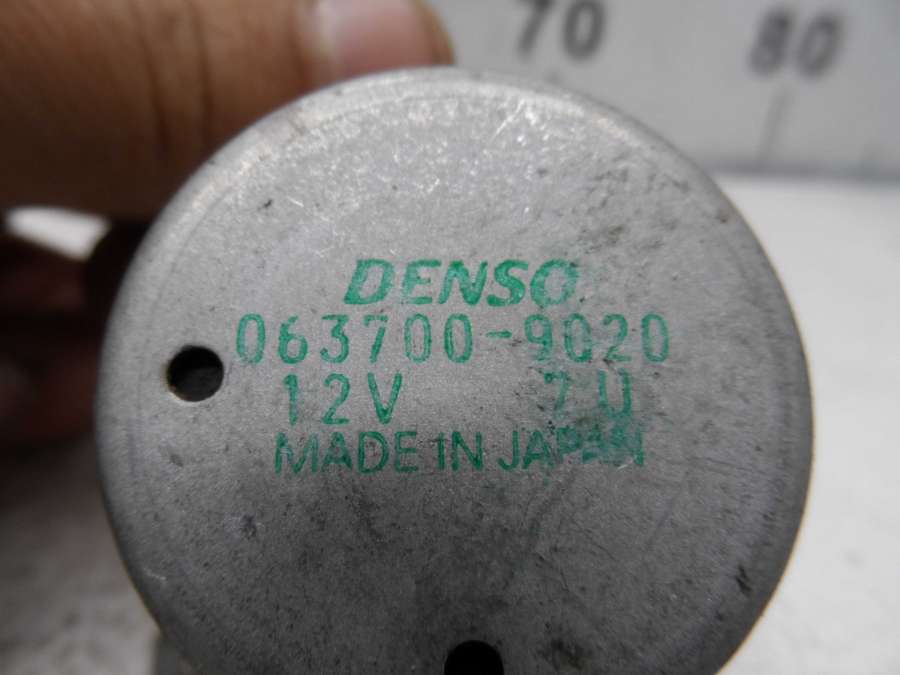 70 80
DENSO
063700-9020
12V 7U
MADE IN JAPAN